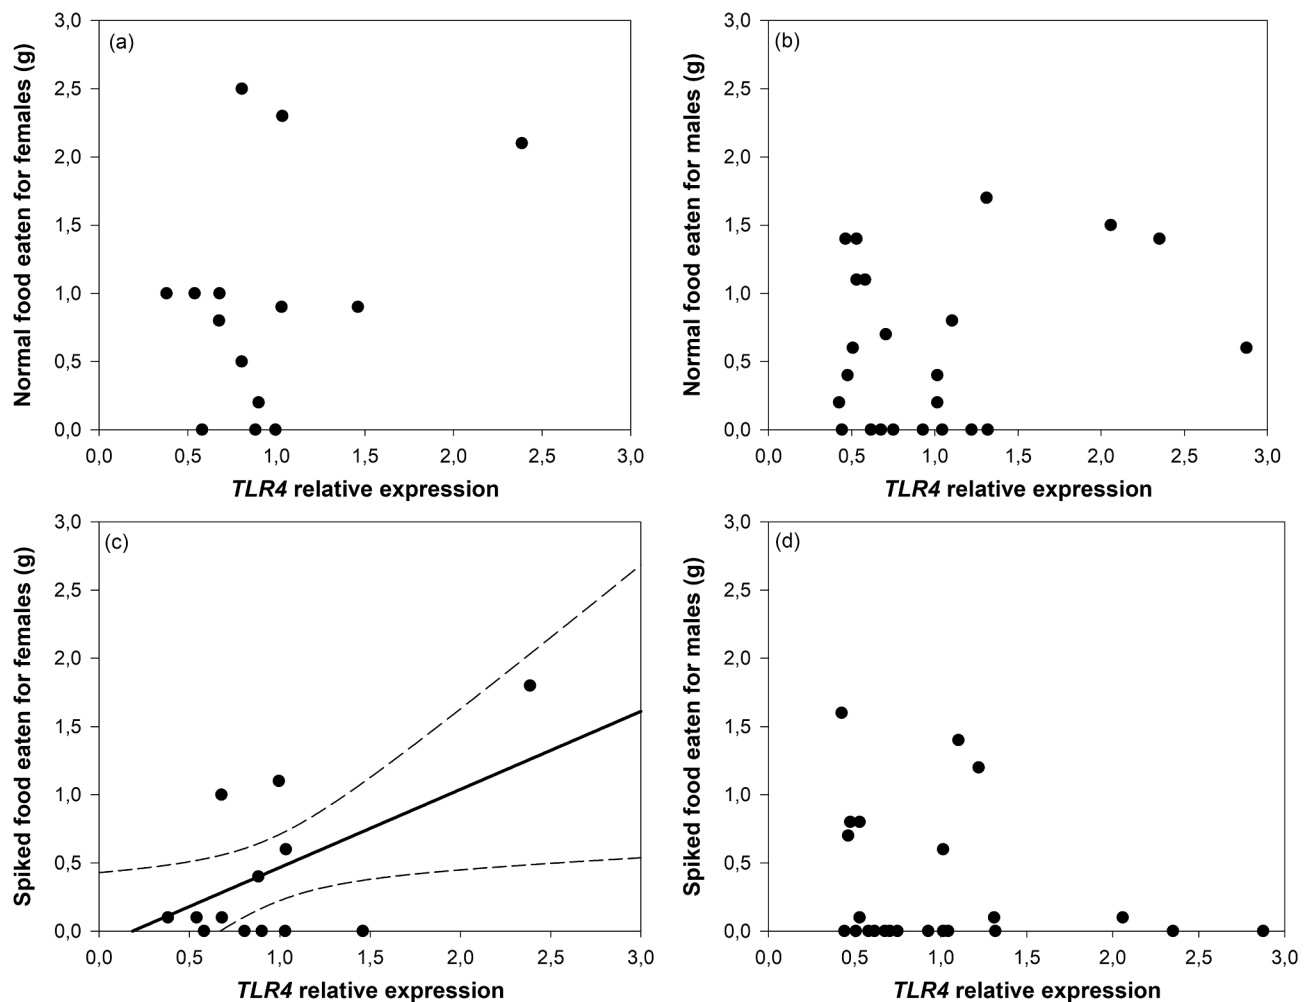 (a)
Normal food eaten for females (g)
3,0
2,5
2,0
1,5
1,0
0,5
0,0
0,0 0,5 1,0 1,5 2,0 2,5 3,0
TLR4 relative expression
(b)
Normal food eaten for males (g)
3,0
2,5
2,0
1,5
1,0
0,5
0,0
0,0 0,5 1,0 1,5 2,0 2,5 3,0
TLR4 relative expression
(c)
Spiked food eaten for females (g)
3,0
2,5
2,0
1,5
1,0
0,5
0,0
0,0 0,5 1,0 1,5 2,0 2,5 3,0
TLR4 relative expression
(d)
Spiked food eaten for males (g)
3,0
2,5
2,0
1,5
1,0
0,5
0,0
0,0 0,5 1,0 1,5 2,0 2,5 3,0
TLR4 relative expression